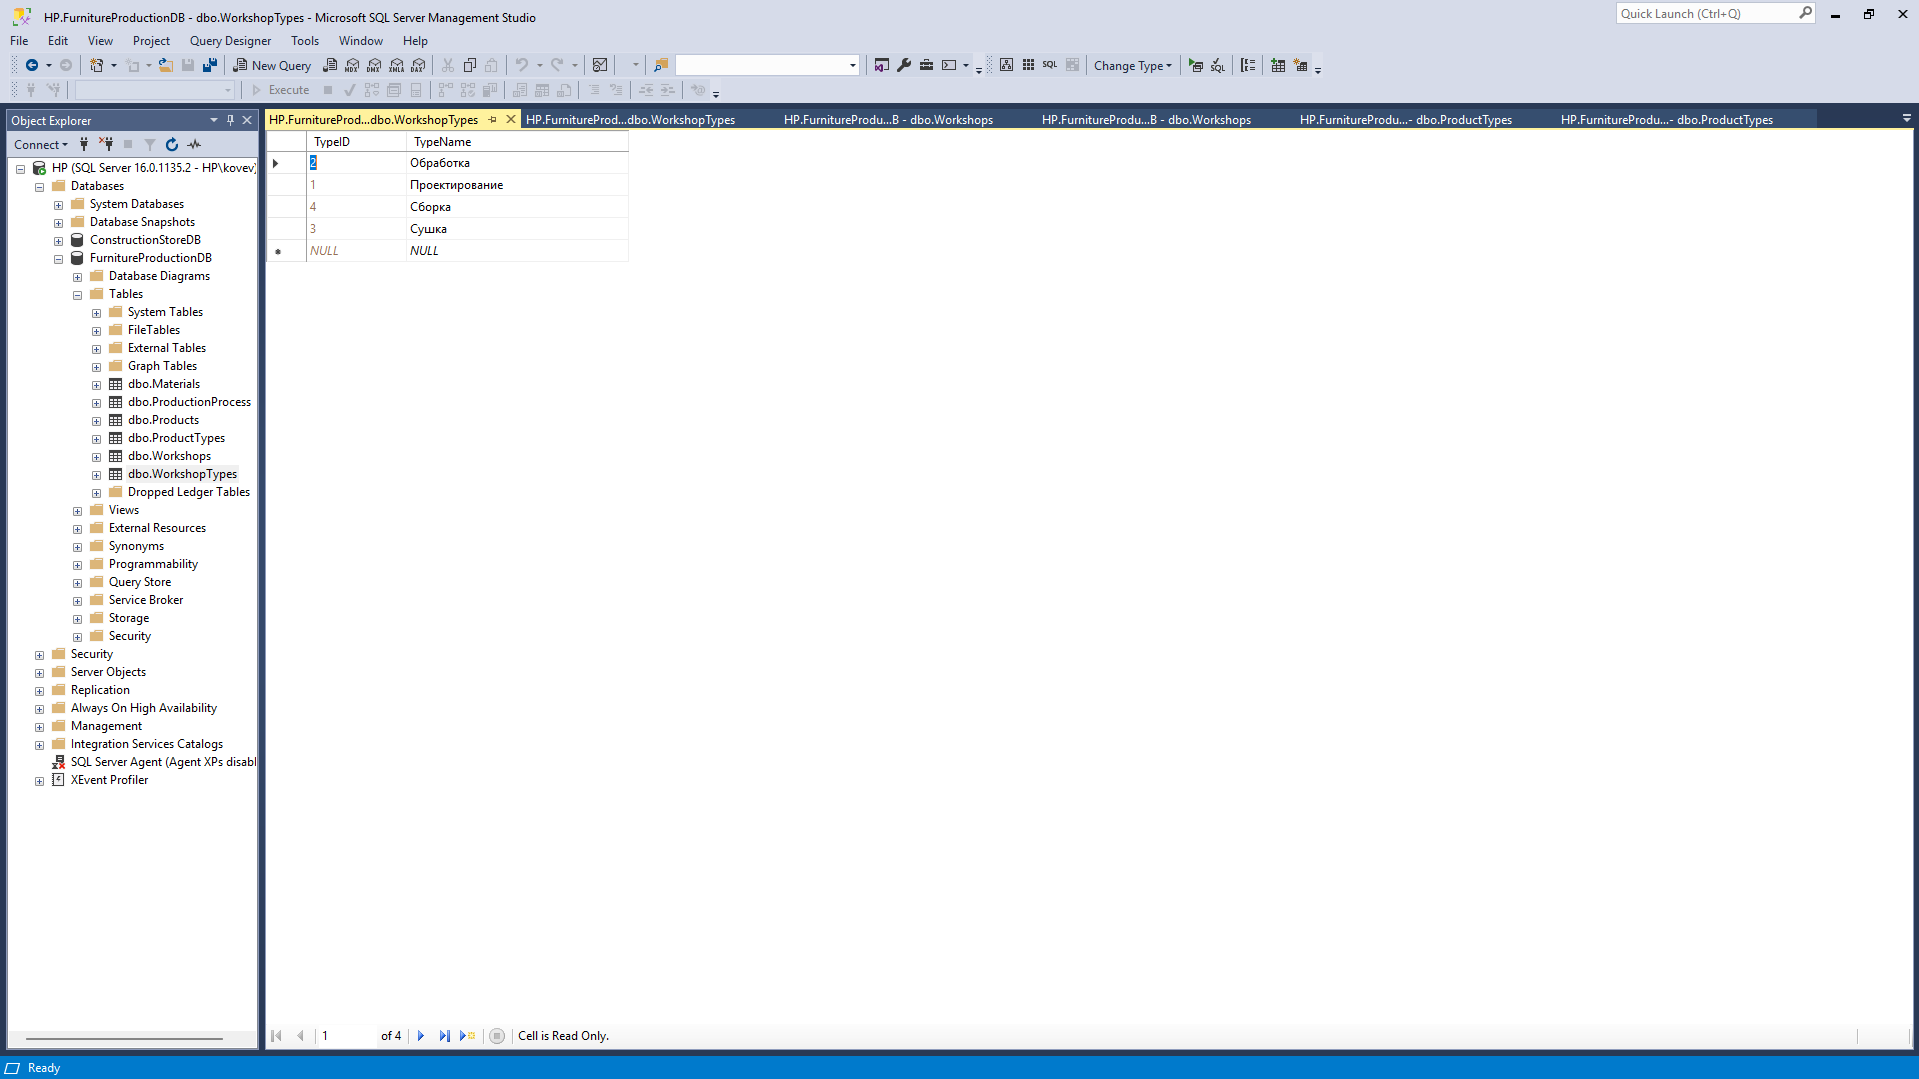 HP.FurnitureProductionDB - dbo.WorkshopTypes - Microsoft SQL Server Management Studio
Quick Launch (Ctrl+Q)
File Edit View Project Query Designer Tools Window Help
New Query MDX DMX XMLA DAX SQL Change Type SQL
Execute
Object Explorer
Connect
HP (SQL Server 16.0.1135.2 - HP\kovev)
Databases
System Databases
Database Snapshots
ConstructionStoreDB
FurnitureProductionDB
Database Diagrams
Tables
System Tables
FileTables
External Tables
Graph Tables
dbo.Materials
dbo.ProductionProcess
dbo.Products
dbo.ProductTypes
dbo.Workshops
dbo.WorkshopTypes
Dropped Ledger Tables
Views
External Resources
Synonyms
Programmability
Query Store
Service Broker
Storage
Security
Security
Server Objects
Replication
Always On High Availability
Management
Integration Services Catalogs
SQL Server Agent (Agent XPs disabl
XEvent Profiler
HP.FurnitureProd...dbo.WorkshopTypes HP.FurnitureProd...dbo.WorkshopTypes HP.FurnitureProdu...B - dbo.Workshops HP.FurnitureProdu...B - dbo.Workshops HP.FurnitureProdu...- dbo.ProductTypes HP.FurnitureProdu...- dbo.ProductTypes
TypeID TypeName
2 Обработка
1 Проектирование
4 Сборка
3 Сушка
NULL NULL
1 of 4 Cell is Read Only.
Ready